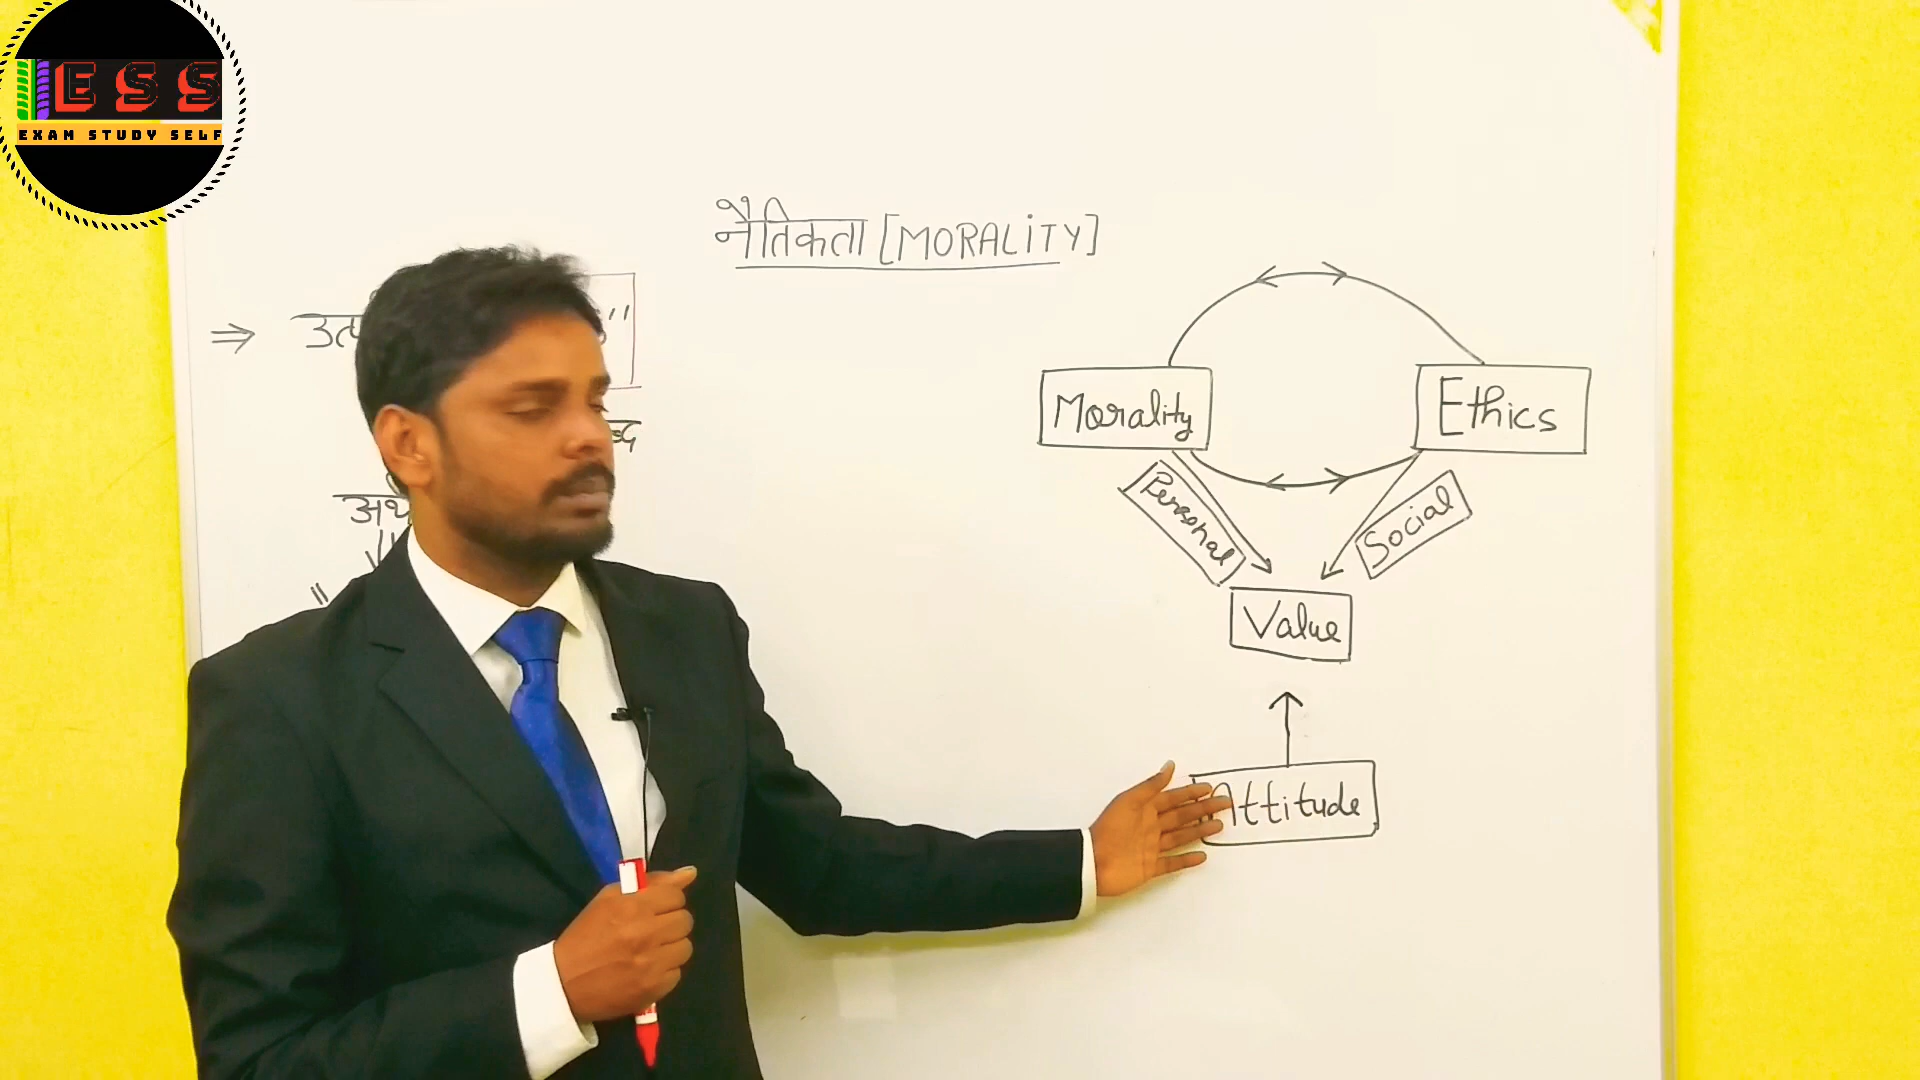 ESS
EXAM STUDY SELF
नैतिकता [MORALITY]
⇒
Morality
Ethics
Personal
Social
Value
Attitude